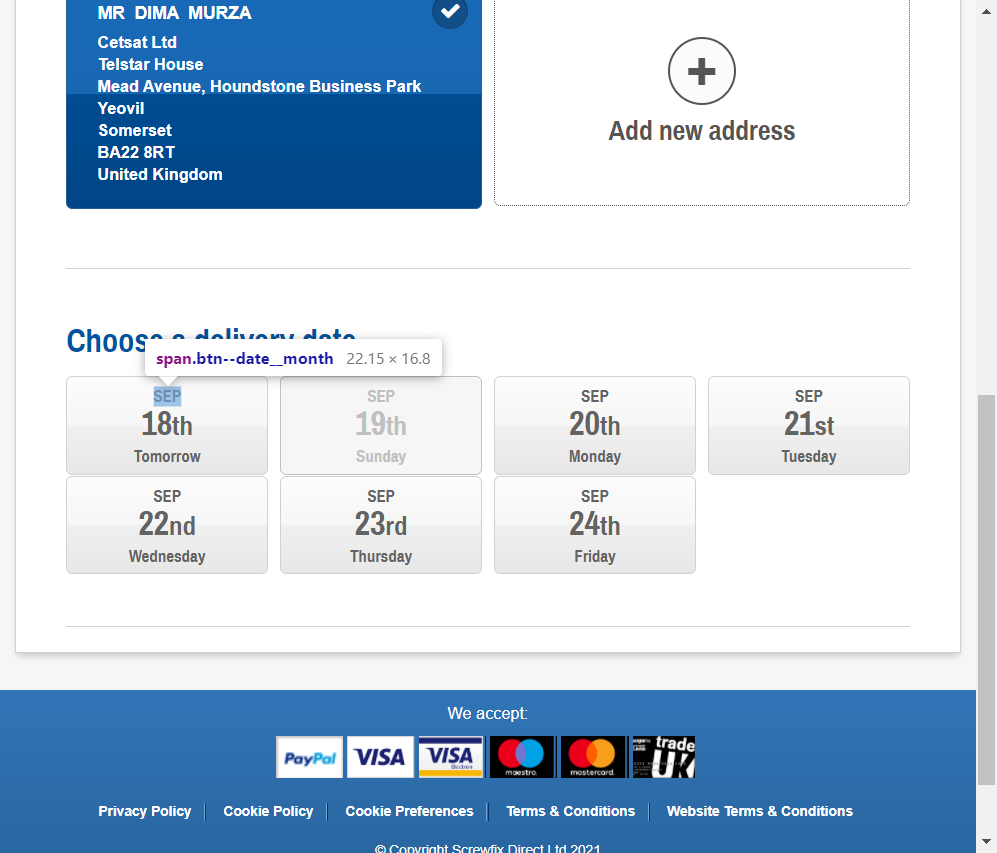 MR DIMA MURZA
Cetsat Ltd
Telstar House
Mead Avenue, Houndstone Business Park
Yeovil
Somerset
BA22 8RT
United Kingdom
Add new address
Choose a delivery date
span.btn--date__month 22.15 × 16.8
SEP
18th
Tomorrow
SEP
19th
Sunday
SEP
20th
Monday
SEP
21st
Tuesday
SEP
22nd
Wednesday
SEP
23rd
Thursday
SEP
24th
Friday
We accept:
PayPal VISA VISA Electron maestro. mastercard. trade UK
Privacy Policy Cookie Policy Cookie Preferences Terms & Conditions Website Terms & Conditions
© Copyright Screwfix Direct Ltd 2021